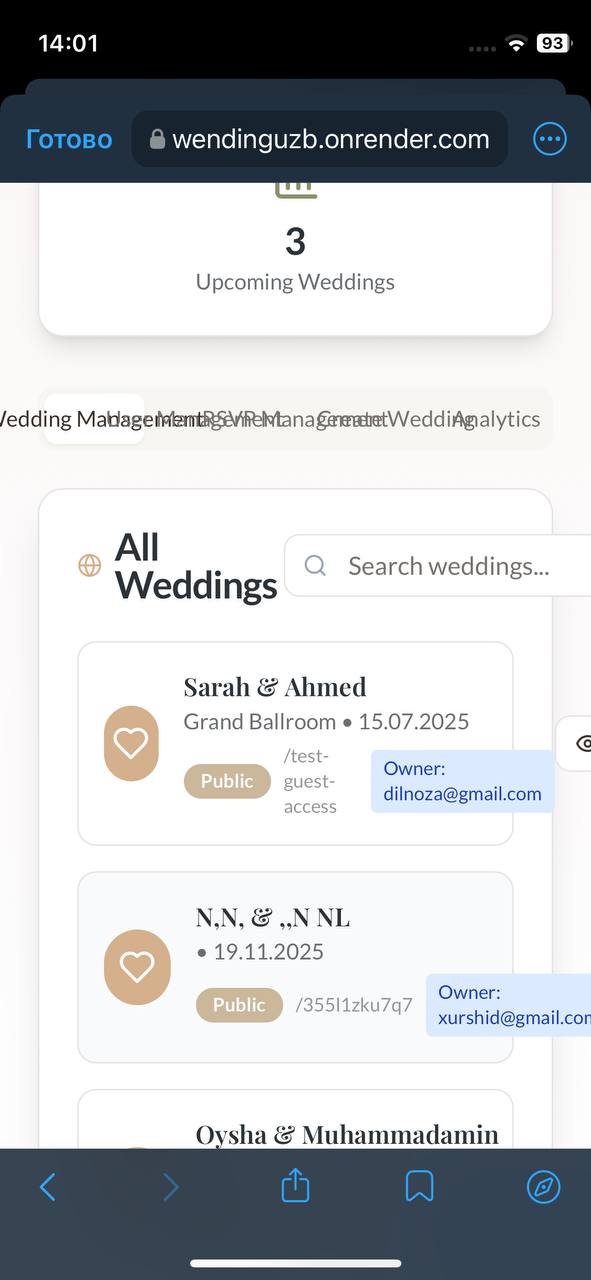 14:01
93
Готово
wendinguzb.onrender.com
3
Upcoming Weddings
Wedding Management User Management RSVP Management Create Wedding Analytics
All
Weddings
Search weddings...
Sarah & Ahmed
Grand Ballroom • 15.07.2025
Public
/test-
guest-
access
Owner:
dilnoza@gmail.com
N,N, & ,,N NL
• 19.11.2025
Public
/355l1zku7q7
Owner:
xurshid@gmail.com
Oysha & Muhammadamin